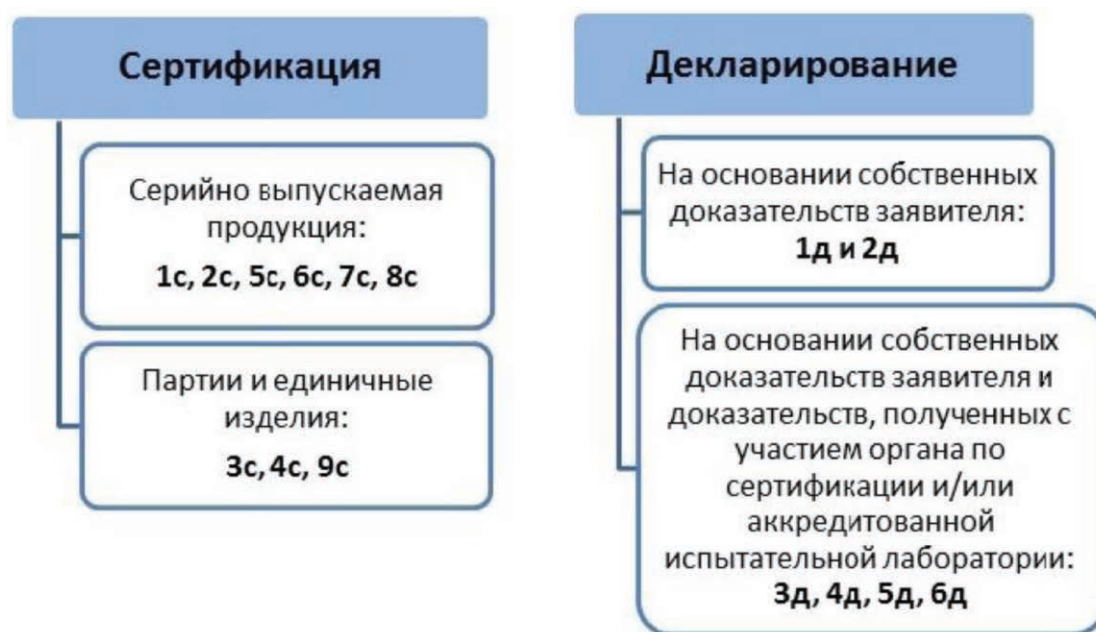 Сертификация
Серийно выпускаемая
продукция:
1с, 2с, 5с, 6с, 7с, 8с
Партии и единичные
изделия:
3с, 4с, 9с
Декларирование
На основании собственных
доказательств заявителя:
1д и 2д
На основании собственных
доказательств заявителя и
доказательств, полученных с
участием органа по
сертификации и/или
аккредитованной
испытательной лаборатории:
3д, 4д, 5д, 6д